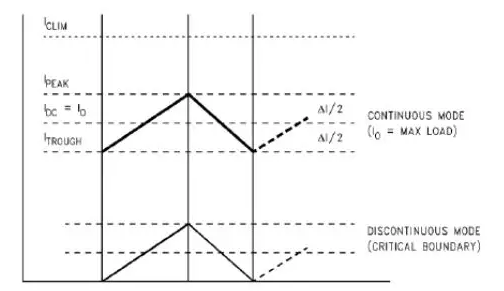 ICLIM
IPEAK
IDC = IO
ΔI/2
CONTINUOUS MODE
(IO = MAX LOAD)
ITROUGH
ΔI/2
DISCONTINUOUS MODE
(CRITICAL BOUNDARY)